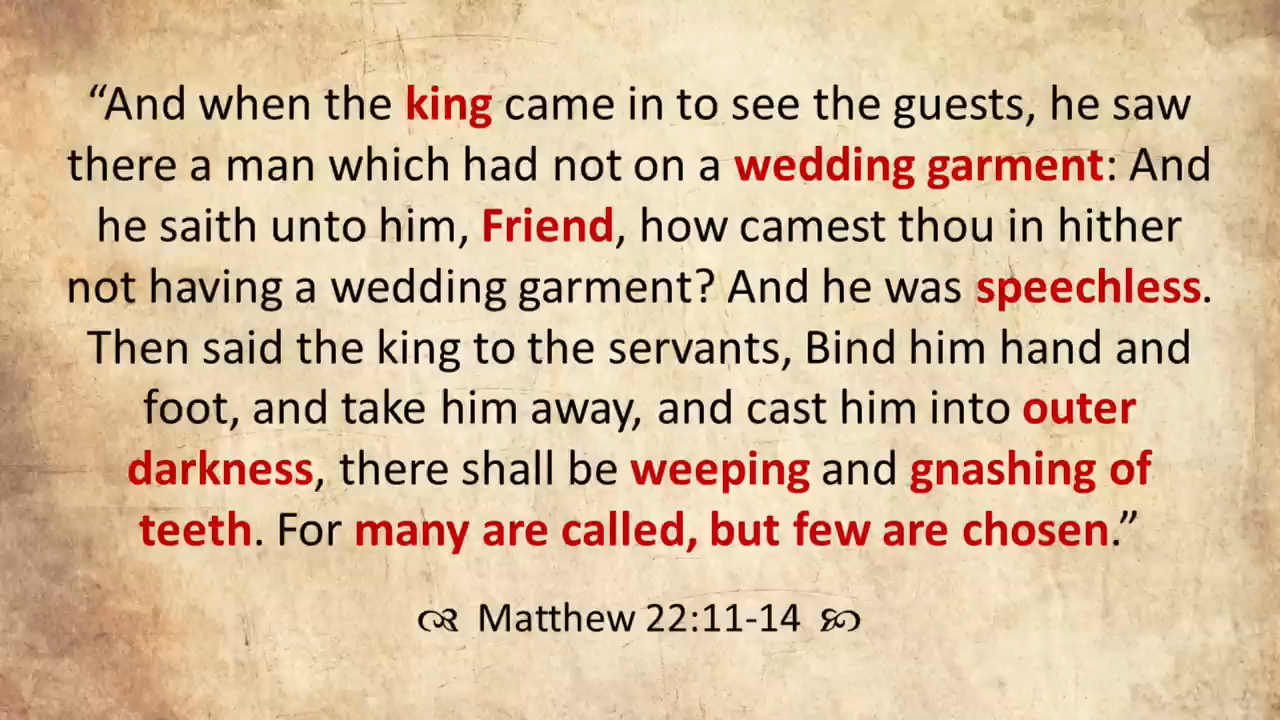 “And when the king came in to see the guests, he saw
there a man which had not on a wedding garment: And
he saith unto him, Friend, how camest thou in hither
not having a wedding garment? And he was speechless.
Then said the king to the servants, Bind him hand and
foot, and take him away, and cast him into outer
darkness, there shall be weeping and gnashing of
teeth. For many are called, but few are chosen.”
Matthew 22:11-14